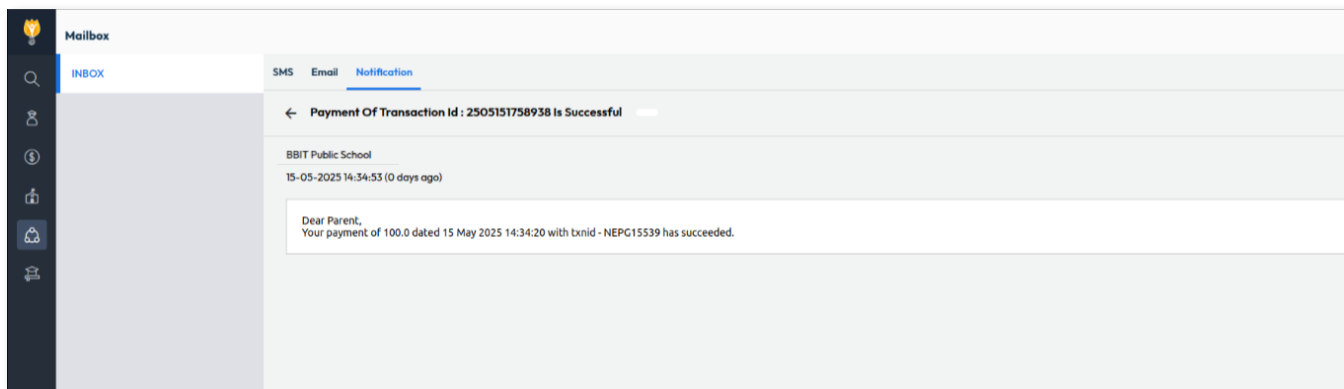 Mailbox
INBOX
SMS Email Notification
← Payment Of Transaction Id : 2505151758938 Is Successful
BBIT Public School
15-05-2025 14:34:53 (0 days ago)
Dear Parent,
Your payment of 100.0 dated 15 May 2025 14:34:20 with txnid - NEPG15539 has succeeded.